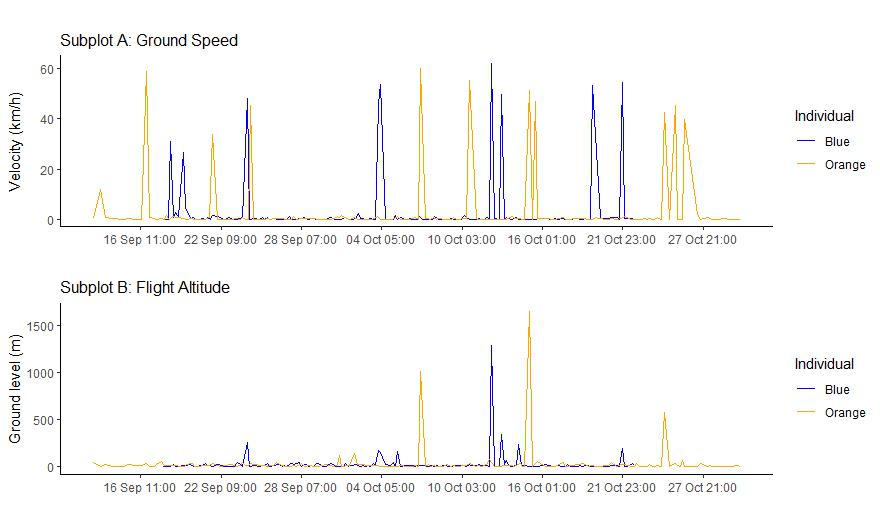 Subplot A: Ground Speed
Velocity (km/h)
60
40
20
0
16 Sep 11:00 22 Sep 09:00 28 Sep 07:00 04 Oct 05:00 10 Oct 03:00 16 Oct 01:00 21 Oct 23:00 27 Oct 21:00
Individual
Blue
Orange
Subplot B: Flight Altitude
Ground level (m)
1500
1000
500
0
16 Sep 11:00 22 Sep 09:00 28 Sep 07:00 04 Oct 05:00 10 Oct 03:00 16 Oct 01:00 21 Oct 23:00 27 Oct 21:00
Individual
Blue
Orange